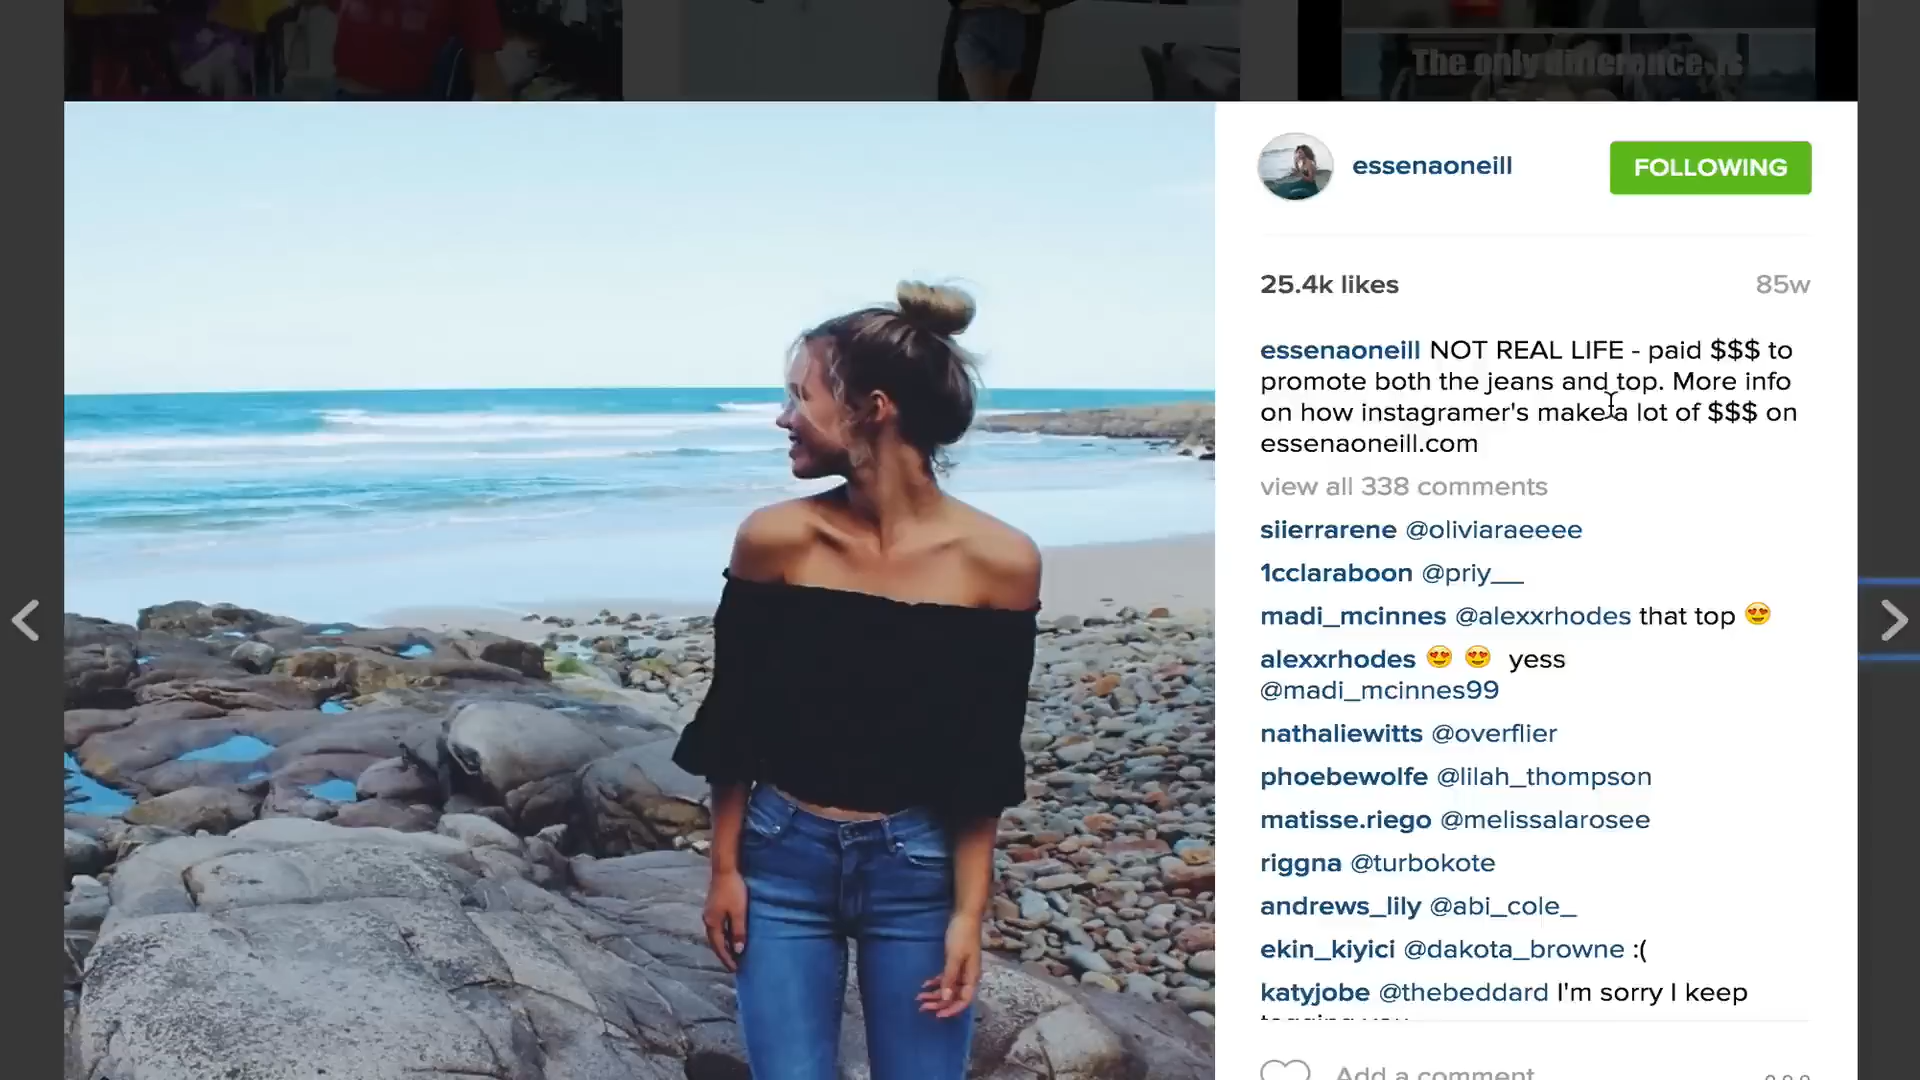 The only difference is
essenaoneill
FOLLOWING
25.4k likes
85w
essenaoneill NOT REAL LIFE - paid $$$ to
promote both the jeans and top. More info
on how instagramer's make a lot of $$$ on
essenaoneill.com
view all 338 comments
siierrarene @oliviaraeeee
1cclaraboon @priy___
madi_mcinnes @alexxrhodes that top 😍
alexxrhodes 😍 😍 yess
@madi_mcinnes99
nathaliewitts @overflier
phoebewolfe @lilah_thompson
matisse.riego @melissalarosee
riggna @turbokote
andrews_lily @abi_cole_
ekin_kiyici @dakota_browne :(
katyjobe @thebeddard I'm sorry I keep
tagging you
Add a comment